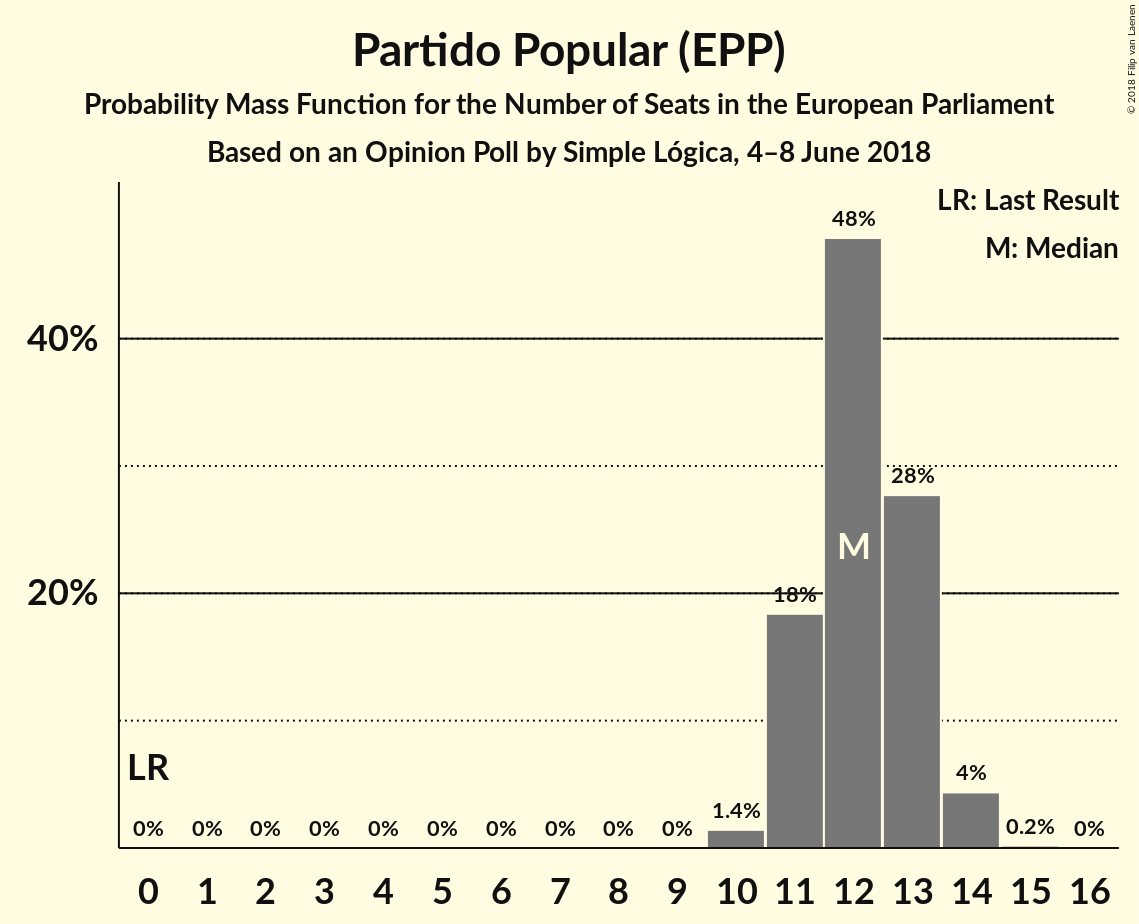 Partido Popular (EPP)
Probability Mass Function for the Number of Seats in the European Parliament
Based on an Opinion Poll by Simple Lógica, 4–8 June 2018
© 2018 Filip van Laenen
LR: Last Result
M: Median
48%
40%
28%
M
20%
18%
LR
4%
1.4%
0% 0% 0% 0% 0% 0% 0% 0% 0% 0% 0.2% 0%
0 1 2 3 4 5 6 7 8 9 10 11 12 13 14 15 16